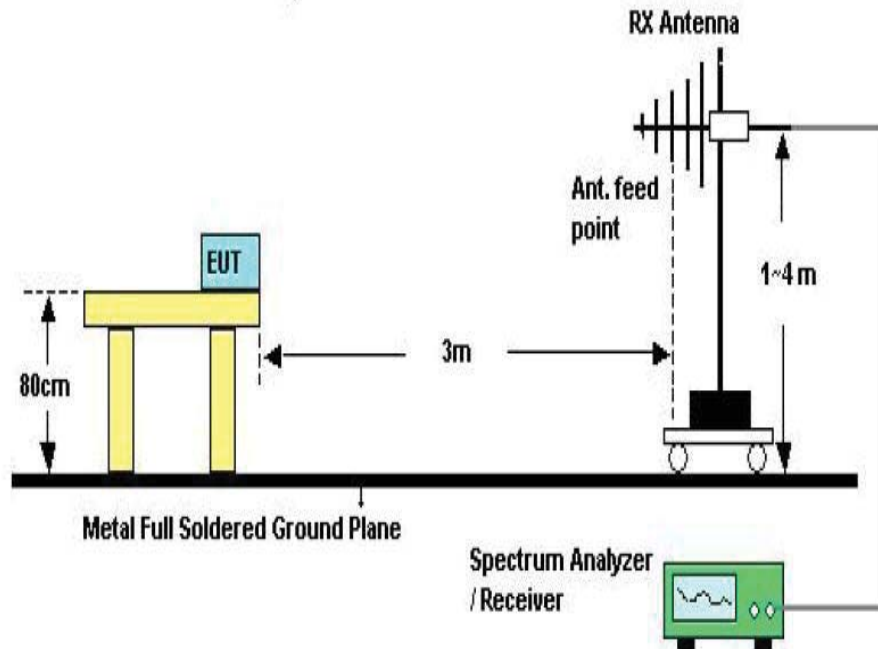 RX Antenna
Ant. feed
point
EUT
1~4 m
3m
80cm
Metal Full Soldered Ground Plane
Spectrum Analyzer
/ Receiver